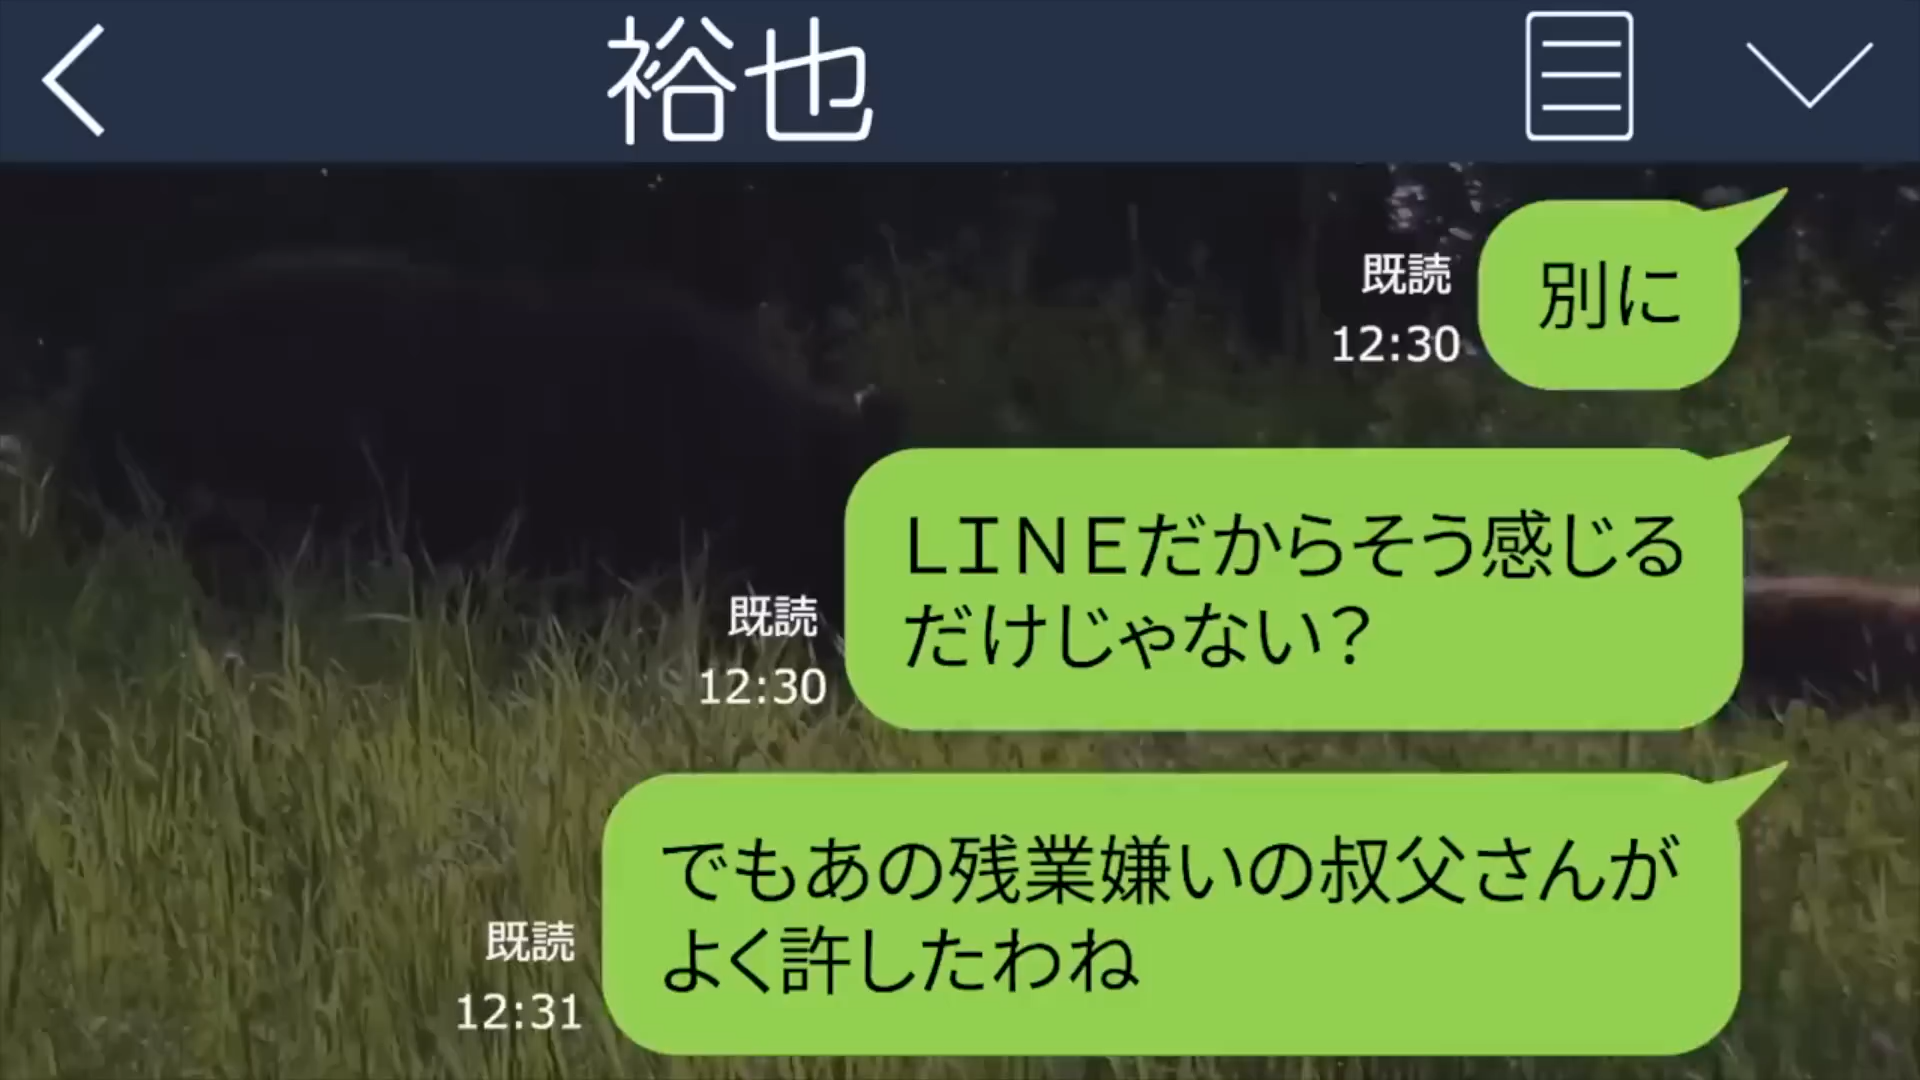 裕也
別に
既読
12:30
LINEだからそう感じる
だけじゃない？
既読
12:30
でもあの残業嫌いの叔父さんが
よく許したわね
既読
12:31